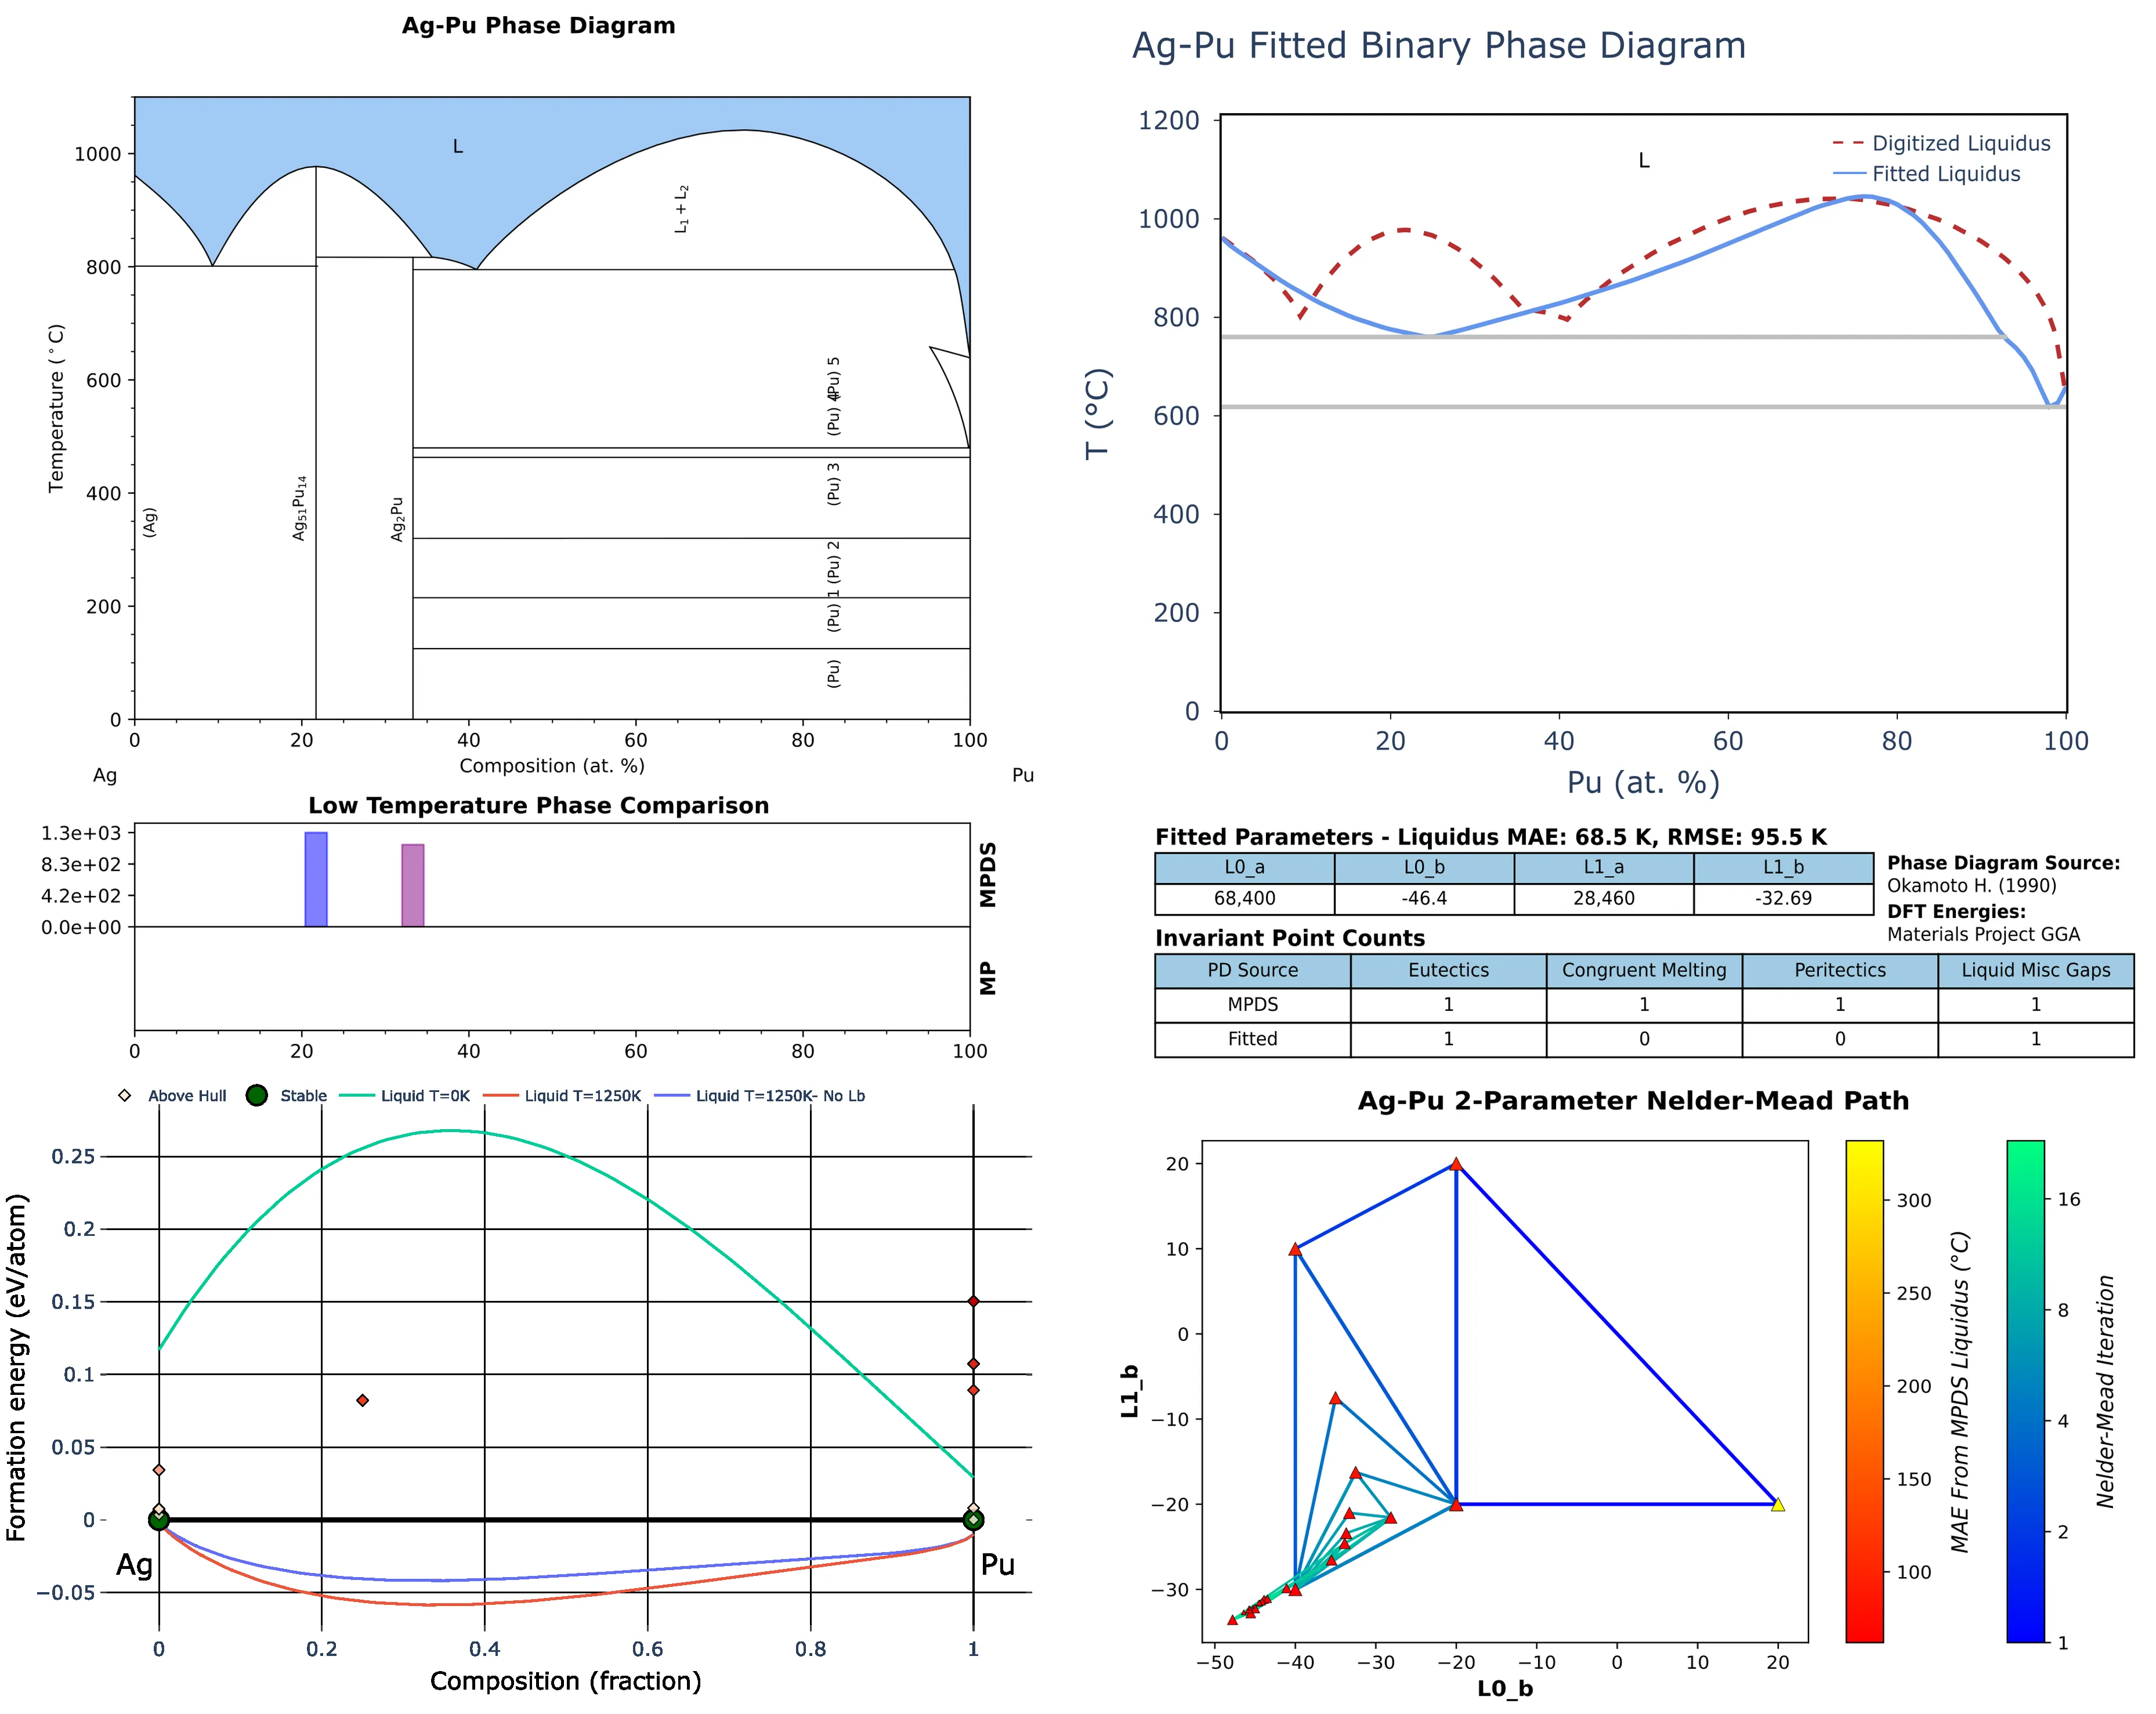 Ag-Pu Phase Diagram
L
L₁ + L₂
(Ag)
Ag₅₁Pu₁₄
Ag₂Pu
(Pu) 5
(Pu) 4
(Pu) 3
(Pu) 2
(Pu) 1
(Pu)
Temperature (°C)
1000
800
600
400
200
0
0 20 40 60 80 100
Composition (at. %)
Ag
Pu
Ag-Pu Fitted Binary Phase Diagram
L
Digitized Liquidus
Fitted Liquidus
T (°C)
1200
1000
800
600
400
200
0
0 20 40 60 80 100
Pu (at. %)
Low Temperature Phase Comparison
1.3e+03
8.3e+02
4.2e+02
0.0e+00
MPDS
MP
0 20 40 60 80 100
Fitted Parameters - Liquidus MAE: 68.5 K, RMSE: 95.5 K
L0_a L0_b L1_a L1_b
68,400 -46.4 28,460 -32.69
Phase Diagram Source:
Okamoto H. (1990)
DFT Energies:
Materials Project GGA
Invariant Point Counts
PD Source Eutectics Congruent Melting Peritectics Liquid Misc Gaps
MPDS 1 1 1 1
Fitted 1 0 0 1
Above Hull Stable Liquid T=0K Liquid T=1250K Liquid T=1250K- No Lb
Formation energy (eV/atom)
0.25
0.2
0.15
0.1
0.05
0
−0.05
Ag
Pu
0 0.2 0.4 0.6 0.8 1
Composition (fraction)
Ag-Pu 2-Parameter Nelder-Mead Path
L1_b
20
10
0
−10
−20
−30
−50 −40 −30 −20 −10 0 10 20
L0_b
300
250
200
150
100
MAE From MPDS Liquidus (°C)
16
8
4
2
1
Nelder-Mead Iteration